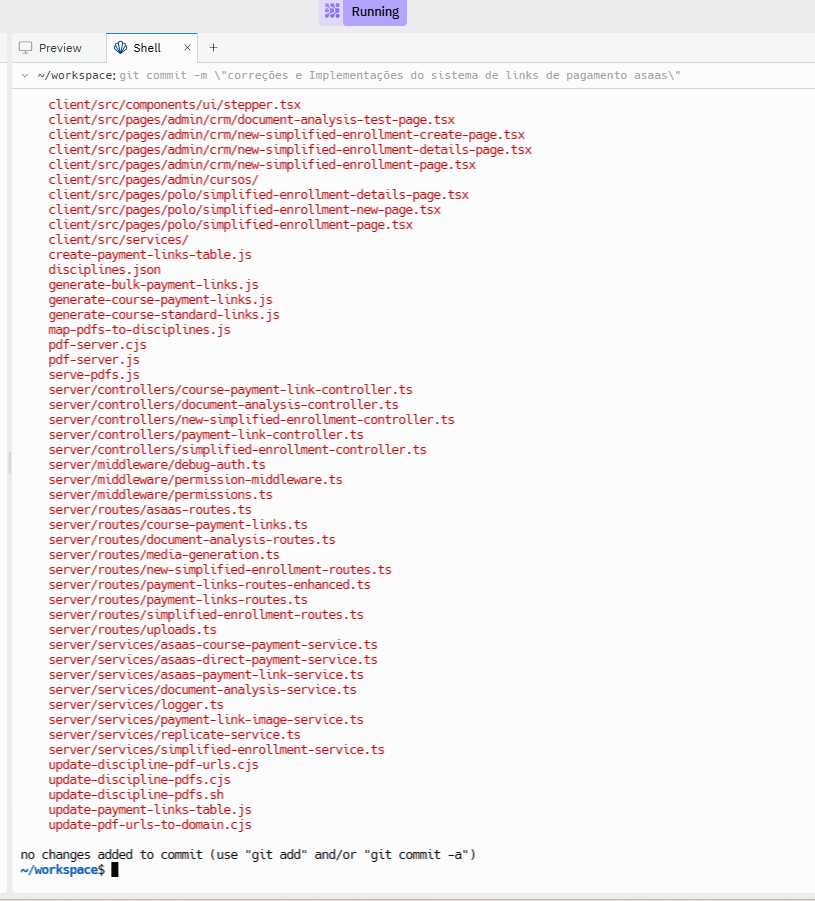 Running
Preview
Shell × +
~/workspace: git commit -m \"correções e Implementações do sistema de links de pagamento asaas\"
client/src/components/ui/stepper.tsx
client/src/pages/admin/crm/document-analysis-test-page.tsx
client/src/pages/admin/crm/new-simplified-enrollment-create-page.tsx
client/src/pages/admin/crm/new-simplified-enrollment-details-page.tsx
client/src/pages/admin/crm/new-simplified-enrollment-page.tsx
client/src/pages/admin/cursos/
client/src/pages/polo/simplified-enrollment-details-page.tsx
client/src/pages/polo/simplified-enrollment-new-page.tsx
client/src/pages/polo/simplified-enrollment-page.tsx
client/src/services/
create-payment-links-table.js
disciplines.json
generate-bulk-payment-links.js
generate-course-payment-links.js
generate-course-standard-links.js
map-pdfs-to-disciplines.js
pdf-server.cjs
pdf-server.js
serve-pdfs.js
server/controllers/course-payment-link-controller.ts
server/controllers/document-analysis-controller.ts
server/controllers/new-simplified-enrollment-controller.ts
server/controllers/payment-link-controller.ts
server/controllers/simplified-enrollment-controller.ts
server/middleware/debug-auth.ts
server/middleware/permission-middleware.ts
server/middleware/permissions.ts
server/routes/asaas-routes.ts
server/routes/course-payment-links.ts
server/routes/document-analysis-routes.ts
server/routes/media-generation.ts
server/routes/new-simplified-enrollment-routes.ts
server/routes/payment-links-routes-enhanced.ts
server/routes/payment-links-routes.ts
server/routes/simplified-enrollment-routes.ts
server/routes/uploads.ts
server/services/asaas-course-payment-service.ts
server/services/asaas-direct-payment-service.ts
server/services/asaas-payment-link-service.ts
server/services/document-analysis-service.ts
server/services/logger.ts
server/services/payment-link-image-service.ts
server/services/replicate-service.ts
server/services/simplified-enrollment-service.ts
update-discipline-pdf-urls.cjs
update-discipline-pdfs.cjs
update-discipline-pdfs.sh
update-payment-links-table.js
update-pdf-urls-to-domain.cjs
no changes added to commit (use "git add" and/or "git commit -a")
~/workspace$